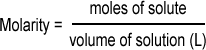 Molarity = moles of solute
volume of solution (L)